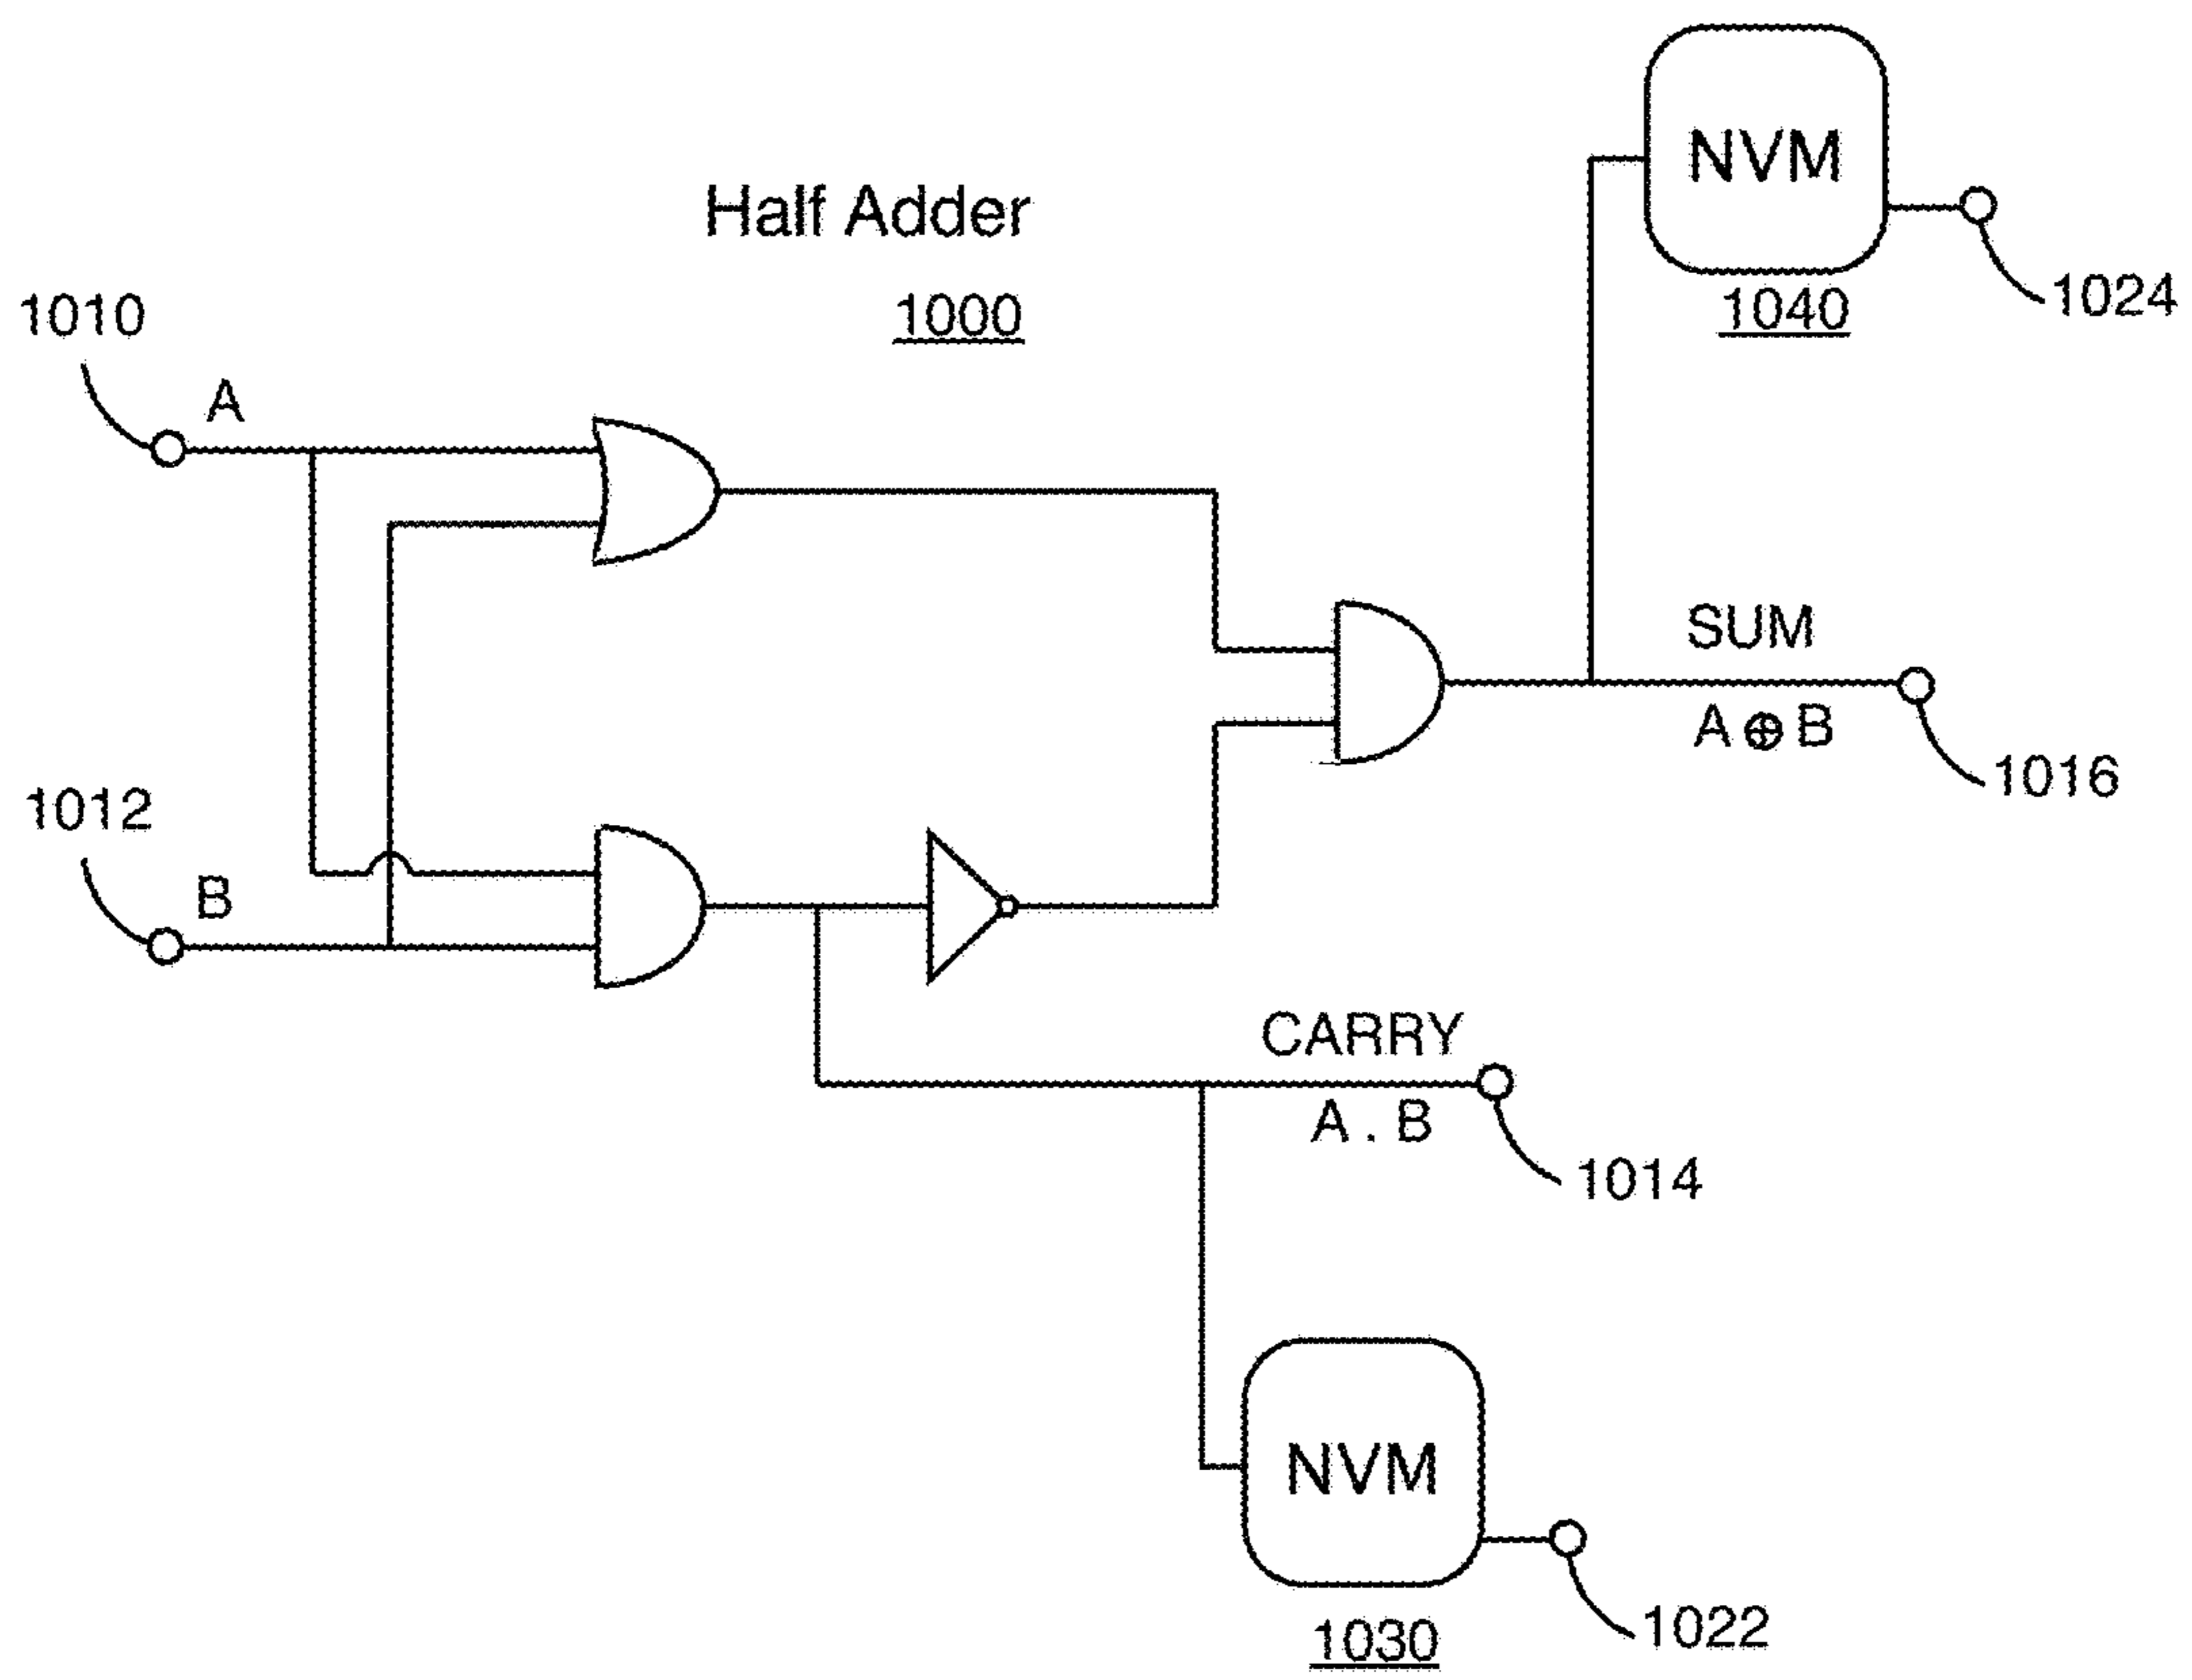 NVM
Half Adder
1000
1010
1024
1040
A
SUM
A ⊕ B
1016
1012
B
CARRY
A . B
1014
NVM
1022
1030